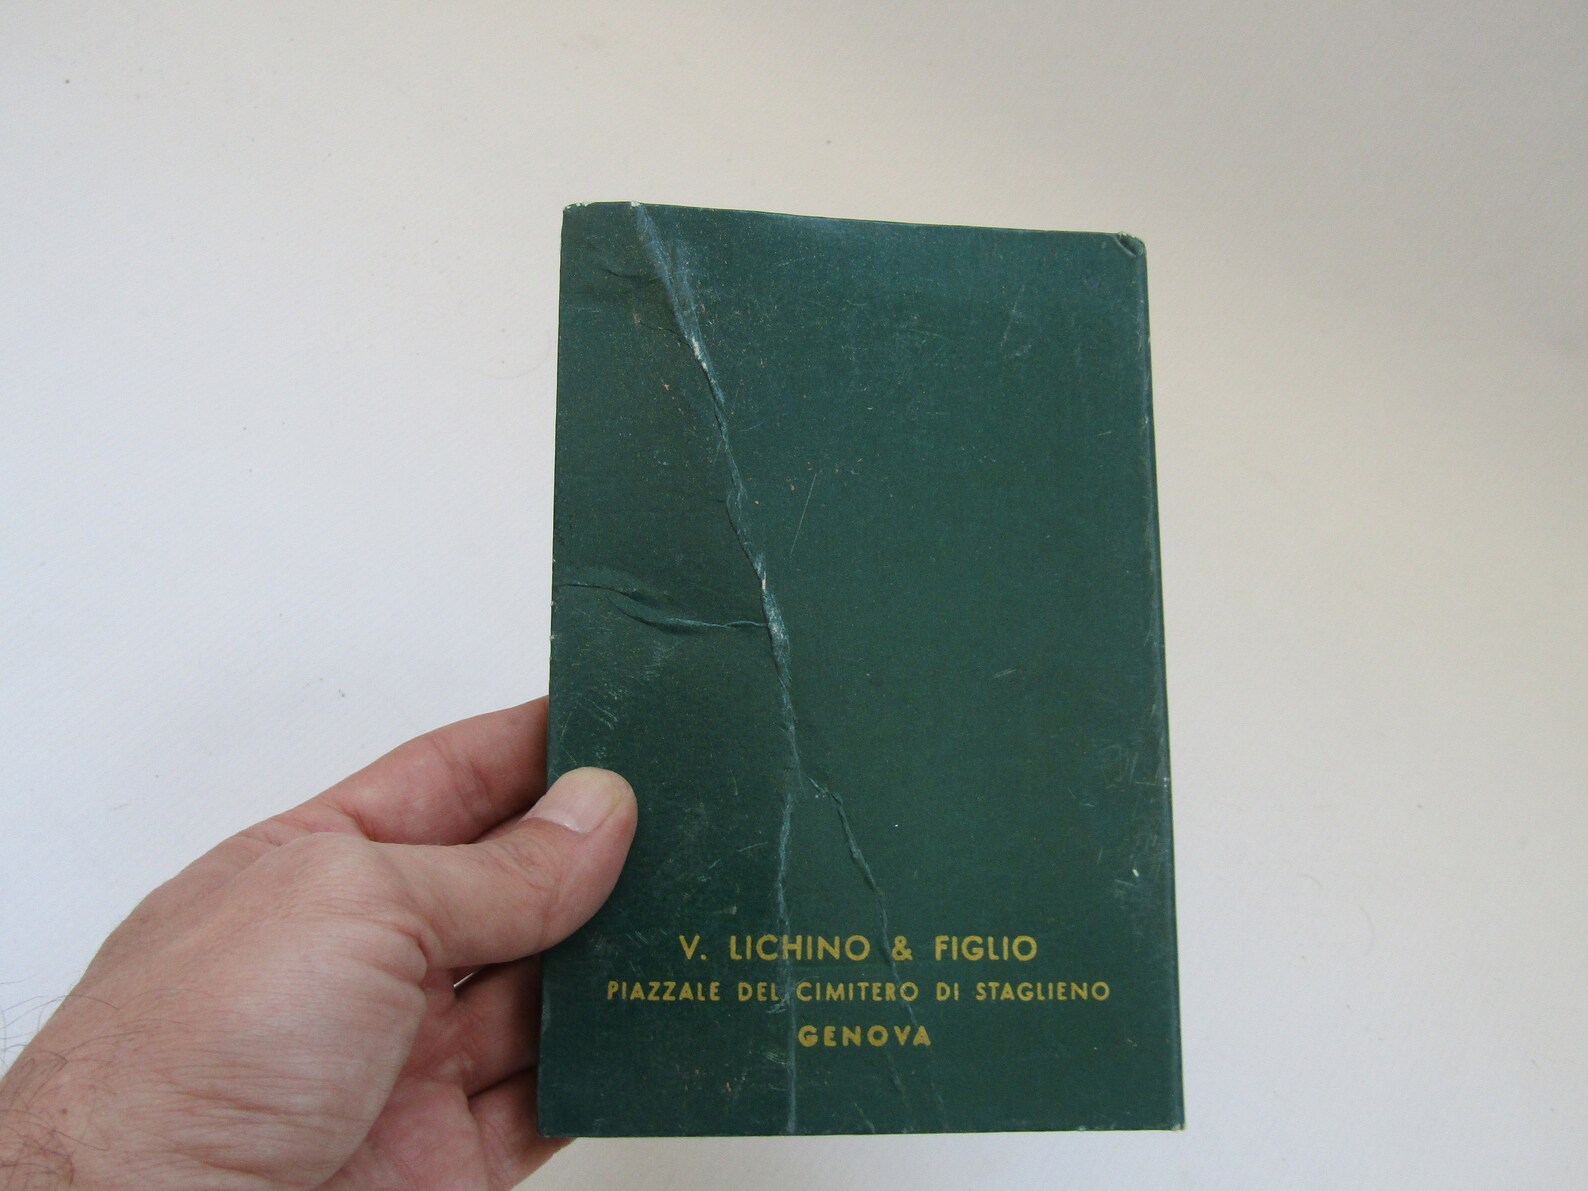 V. LICHINO & FIGLIO
PIAZZALE DEL CIMITERO DI STAGLIENO
GENOVA